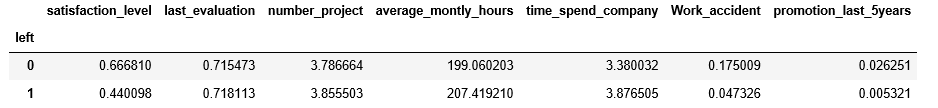 satisfaction_level last_evaluation number_project average_montly_hours time_spend_company Work_accident promotion_last_5years
left
0 0.666810 0.715473 3.786664 199.060203 3.380032 0.175009 0.026251
1 0.440098 0.718113 3.855503 207.419210 3.876505 0.047326 0.005321